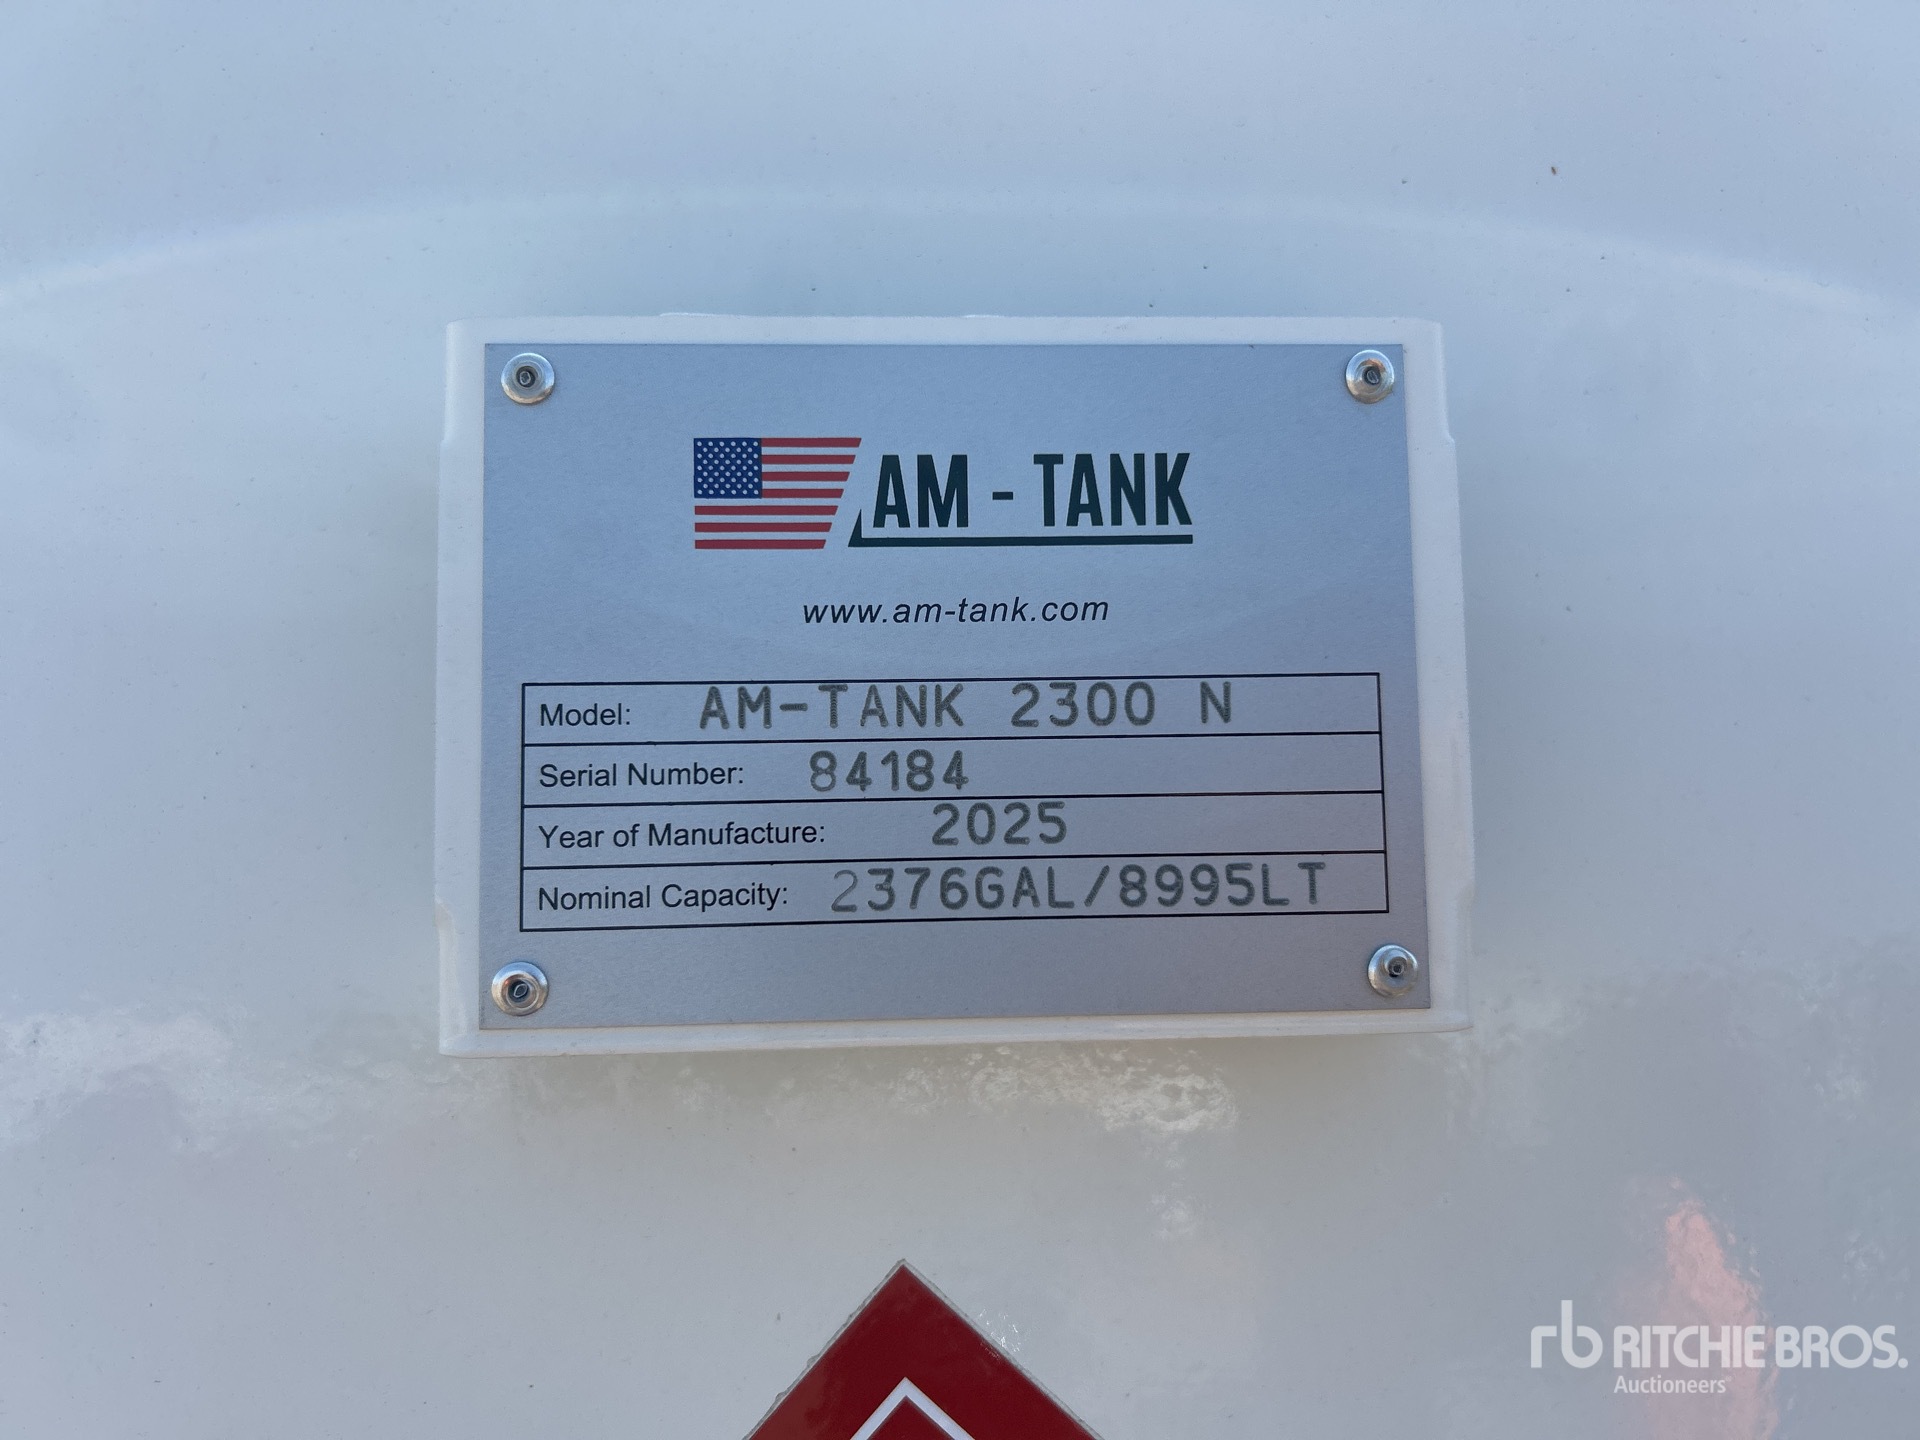 AM - TANK
www.am-tank.com
Model: AM-TANK 2300 N
Serial Number: 84184
Year of Manufacture: 2025
Nominal Capacity: 2376GAL/8995LT
rb RITCHIE BROS.
Auctioneers